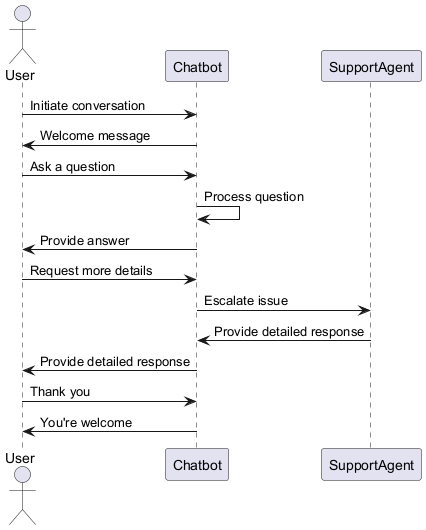 User
Chatbot
SupportAgent
Initiate conversation
Welcome message
Ask a question
Process question
Provide answer
Request more details
Escalate issue
Provide detailed response
Provide detailed response
Thank you
You're welcome
User
Chatbot
SupportAgent